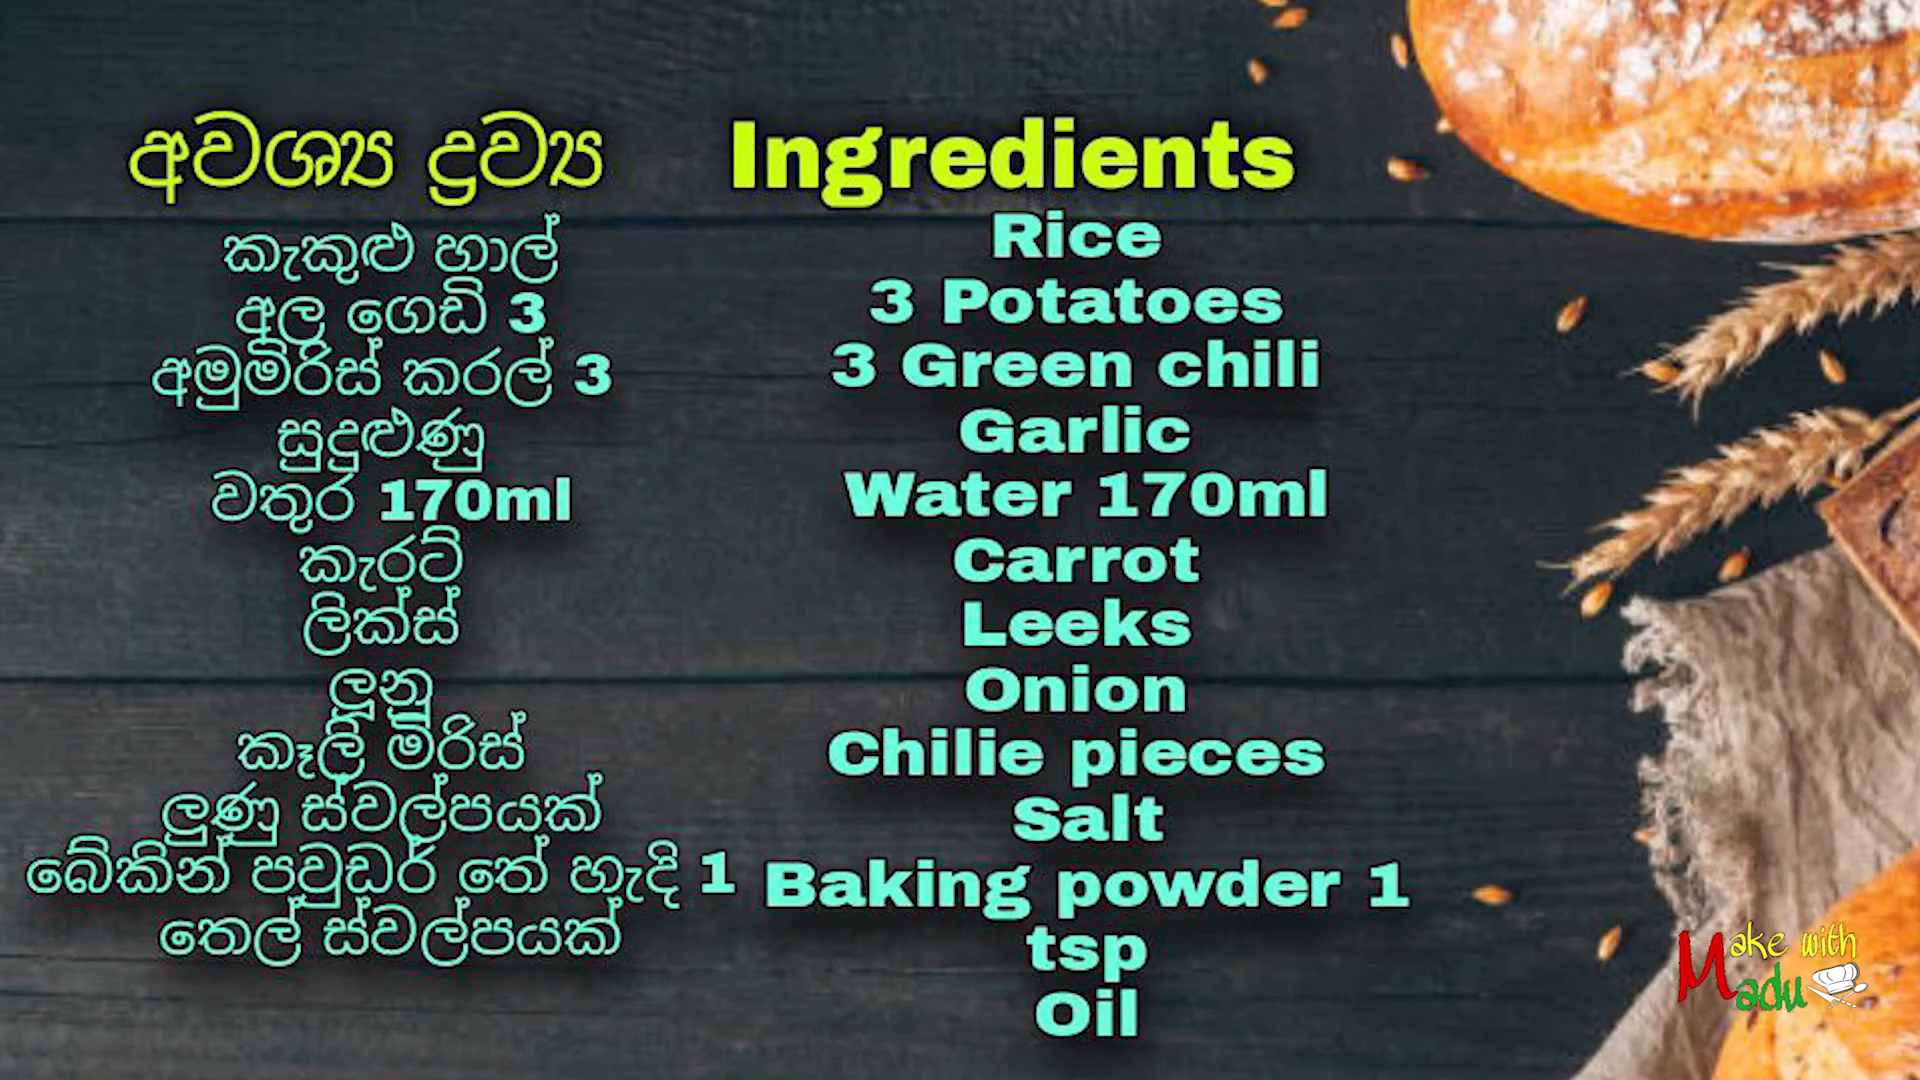 අවශ්‍ය ද්‍රව්‍ය
කැකුළු හාල්
අල ගෙඩි 3
අමුමිරිස් කරල් 3
සුදුළුණු
වතුර 170ml
කැරට්
ලික්ස්
ලූනු
කෑලි මිරිස්
ලුණු ස්වල්පයක්
බේකින් පවුඩර් තේ හැදි 1
තෙල් ස්වල්පයක්
Ingredients
Rice
3 Potatoes
3 Green chili
Garlic
Water 170ml
Carrot
Leeks
Onion
Chilie pieces
Salt
Baking powder 1
tsp
Oil
Make with
Madu